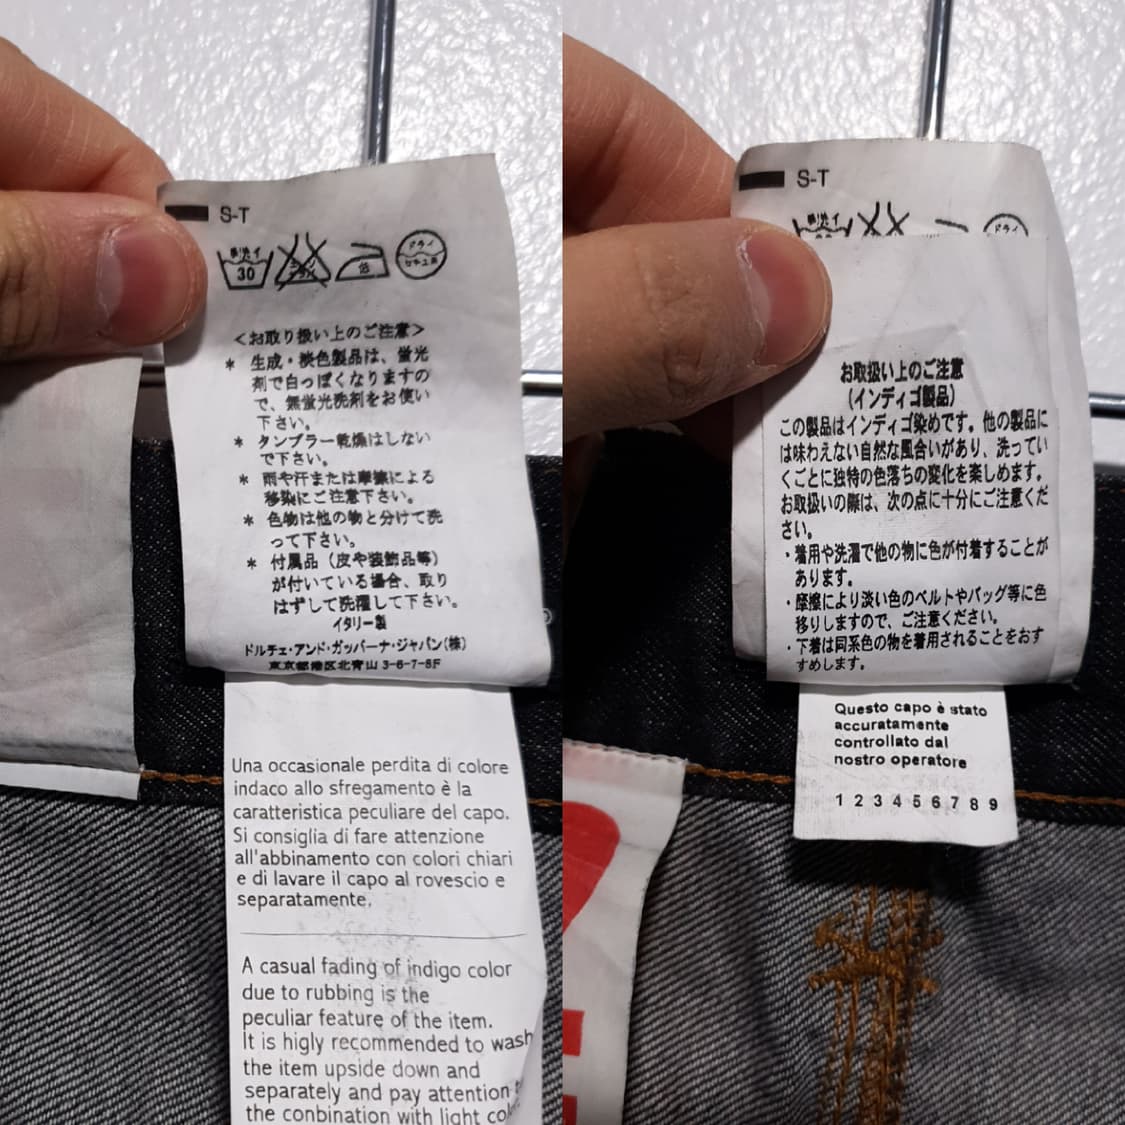 S-T
手洗イ
30
低
ドライ
セキユ系
＜お取り扱い上のご注意＞
* 生成・淡色製品は、蛍光
剤で白っぽくなりますの
で、無蛍光洗剤をお使い
下さい。
* タンブラー乾燥はしない
で下さい。
* 雨や汗または摩擦による
移染にご注意下さい。
* 色物は他の物と分けて洗
って下さい。
* 付属品（皮や装飾品等）
が付いている場合、取り
はずして洗濯して下さい。
イタリー製
ドルチェ・アンド・ガッバーナ・ジャパン(株)
東京都港区北青山 3-6-7-8F
Una occasionale perdita di colore
indaco allo sfregamento è la
caratteristica peculiare del capo.
Si consiglia di fare attenzione
all'abbinamento con colori chiari
e di lavare il capo al rovescio e
separatamente.
A casual fading of indigo color
due to rubbing is the
peculiar feature of the item.
It is higly recommended to wash
the item upside down and
separately and pay attention
the conbination with light
S-T
お取扱い上のご注意
(インディゴ製品)
この製品はインディゴ染めです。他の製品に
は味わえない自然な風合いがあり、洗ってい
くごとに独特の色落ちの変化を楽しめます。
お取扱いの際は、次の点に十分にご注意くだ
さい。
・着用や洗濯で他の物に色が付着することが
あります。
・摩擦により淡い色のベルトやバッグ等に色
移りしますので、ご注意ください。
・下着は同系色の物を着用されることをおす
すめします。
Questo capo è stato
accuratamente
controllato dal
nostro operatore
1 2 3 4 5 6 7 8 9